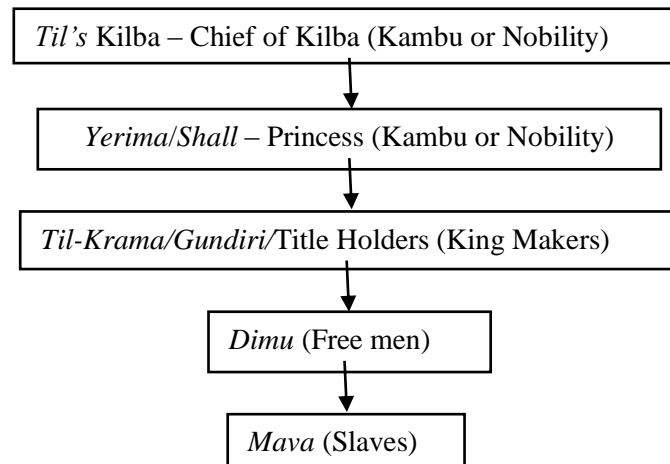 Til’s Kilba – Chief of Kilba (Kambu or Nobility)
Yerima/Shall – Princess (Kambu or Nobility)
Til-Krama/Gundiri/Title Holders (King Makers)
Dimu (Free men)
Mava (Slaves)